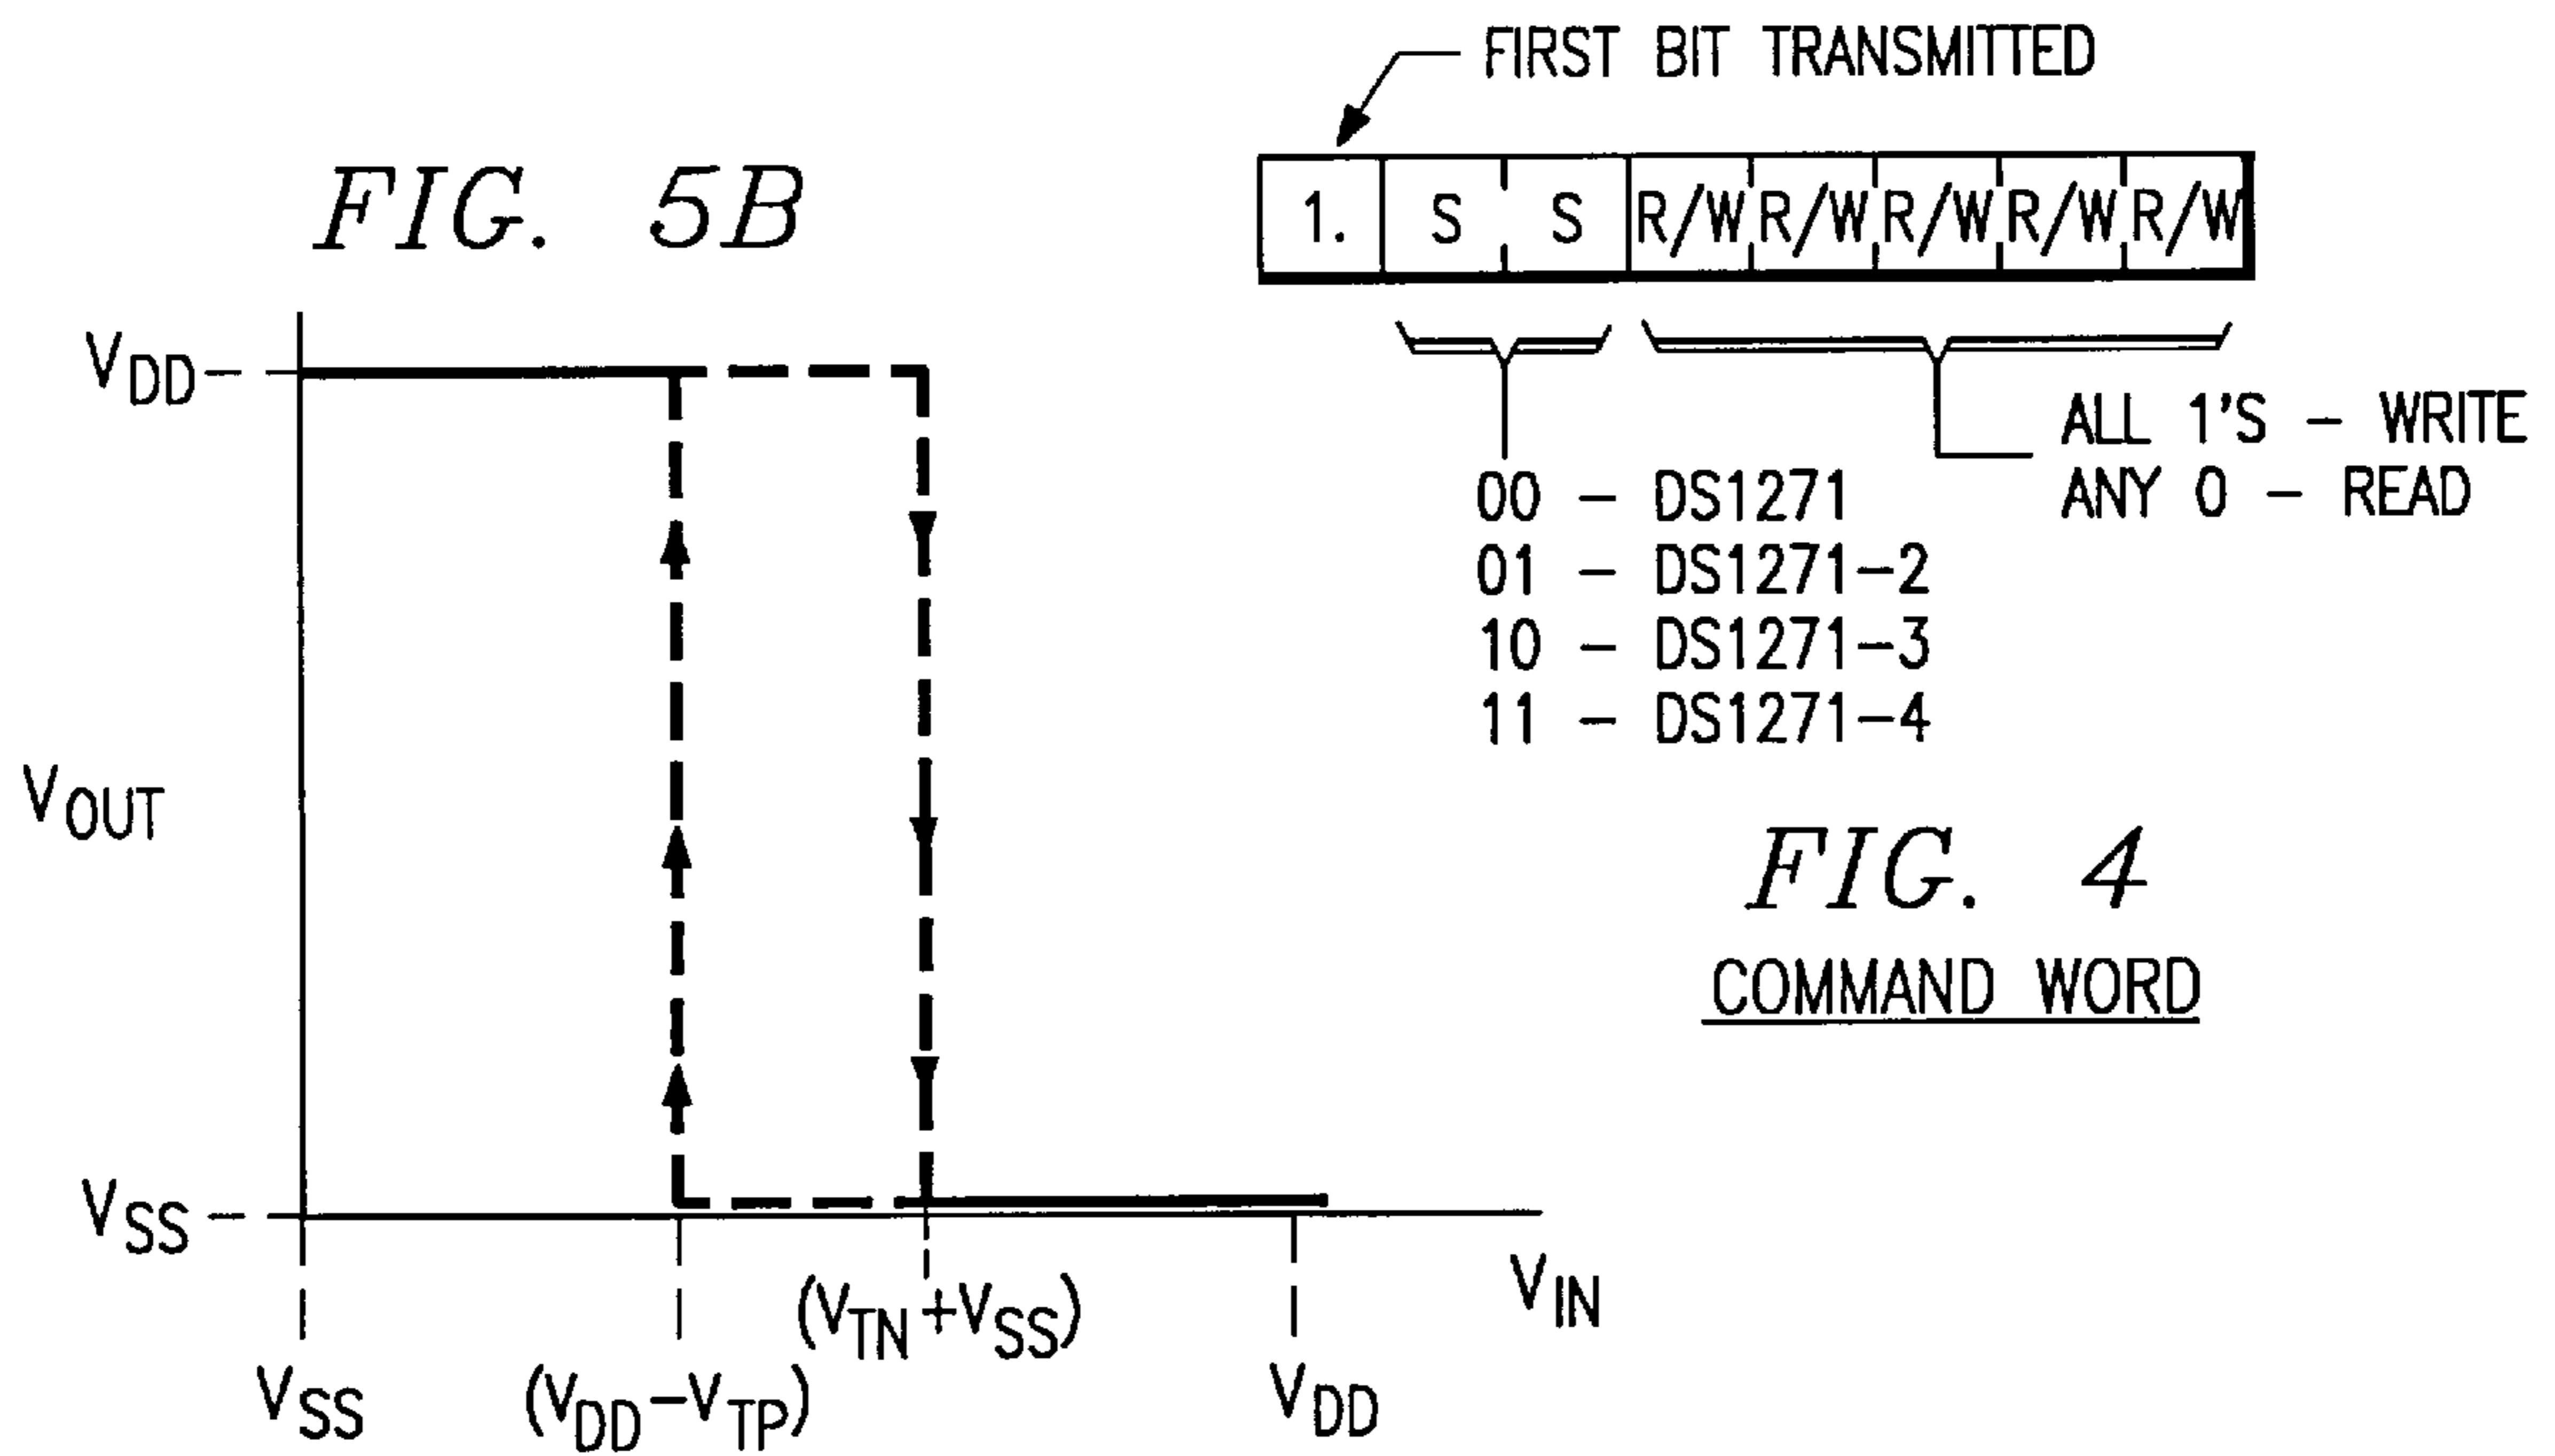 FIRST BIT TRANSMITTED
FIG. 5B
1. S S R/W R/W R/W R/W R/W
VDD
ALL 1'S – WRITE
ANY 0 – READ
00 – DS1271
01 – DS1271-2
10 – DS1271-3
11 – DS1271-4
VOUT
FIG. 4
COMMAND WORD
VSS
VIN
(VTN+VSS)
VSS
(VDD-VTP)
VDD